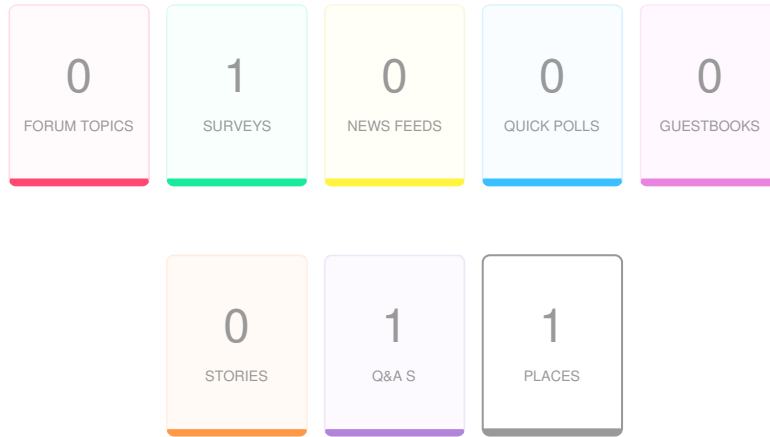 0 1 0 0 0
FORUM TOPICS SURVEYS NEWS FEEDS QUICK POLLS GUESTBOOKS
0 1 1
STORIES Q&A S PLACES